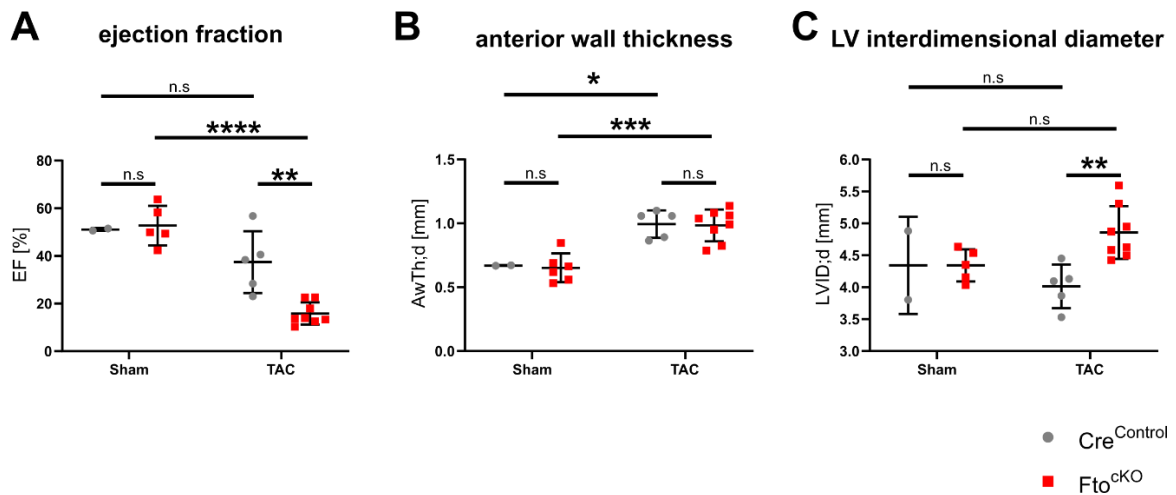 A ejection fraction
n.s
****
n.s
**
80
60
40
20
0
EF [%]
Sham TAC
B anterior wall thickness
*
***
n.s n.s
1.5
1.0
0.5
0.0
AwTh;d [mm]
Sham TAC
C LV interdimensional diameter
n.s
n.s
n.s
**
6.0
5.5
5.0
4.5
4.0
3.5
3.0
LVID;d [mm]
Sham TAC
Cre^Control
Fto^cKO